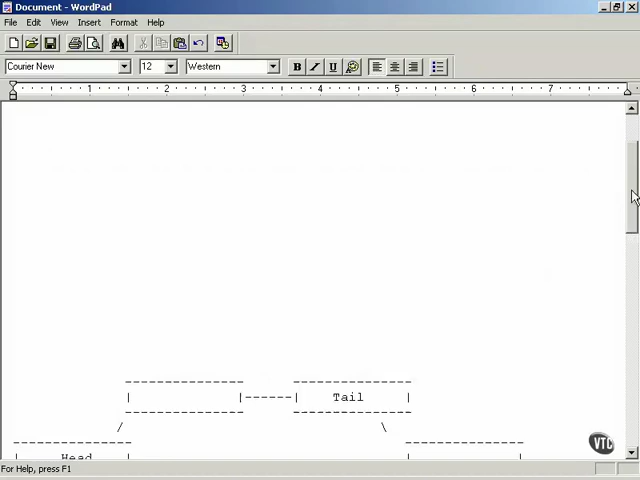 Document - WordPad
File Edit View Insert Format Help
Courier New 12 Western B I U
1 2 3 4 5 6 7
--------------- ---------------
| |------| Tail |
--------------- ---------------
/ \
--------------- ---------------
| Head | | |
VTC
For Help, press F1